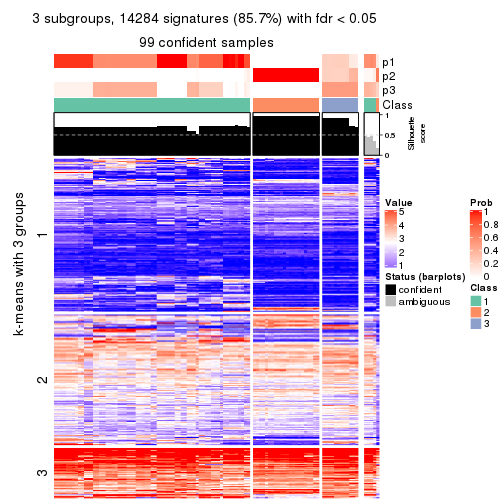 3 subgroups, 14284 signatures (85.7%) with fdr < 0.05
99 confident samples
p1
p2
p3
Class
1
0.5
0
Silhouette
score
k-means with 3 groups
1
2
3
Value
5
4
3
2
1
Status (barplots)
confident
ambiguous
Prob
1
0.8
0.6
0.4
0.2
0
Class
1
2
3